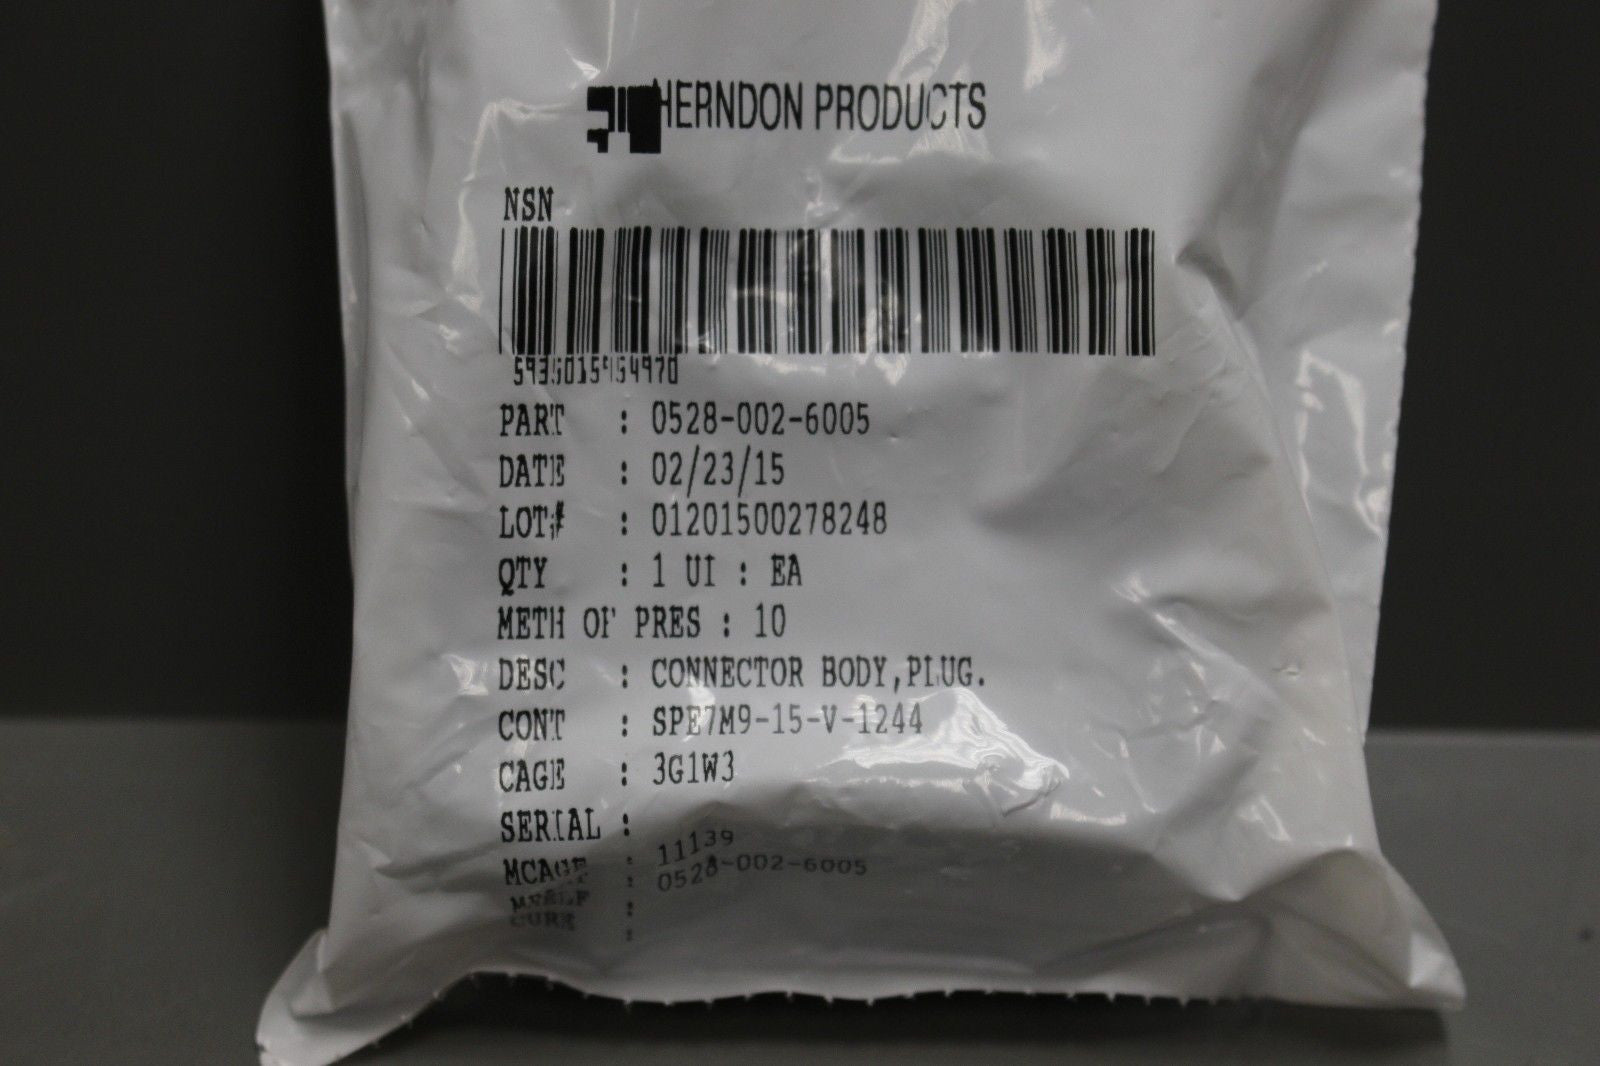 HERNDON PRODUCTS
NSN
5935015954970
PART : 0528-002-6005
DATE : 02/23/15
LOT# : 01201500278248
QTY : 1 UI : EA
METH OF PRES : 10
DESC : CONNECTOR BODY,PLUG.
CONT : SPE7M9-15-V-1244
CAGE : 3G1W3
SERIAL :
MCAGE : 11139
: 0528-002-6005
:
CURE :